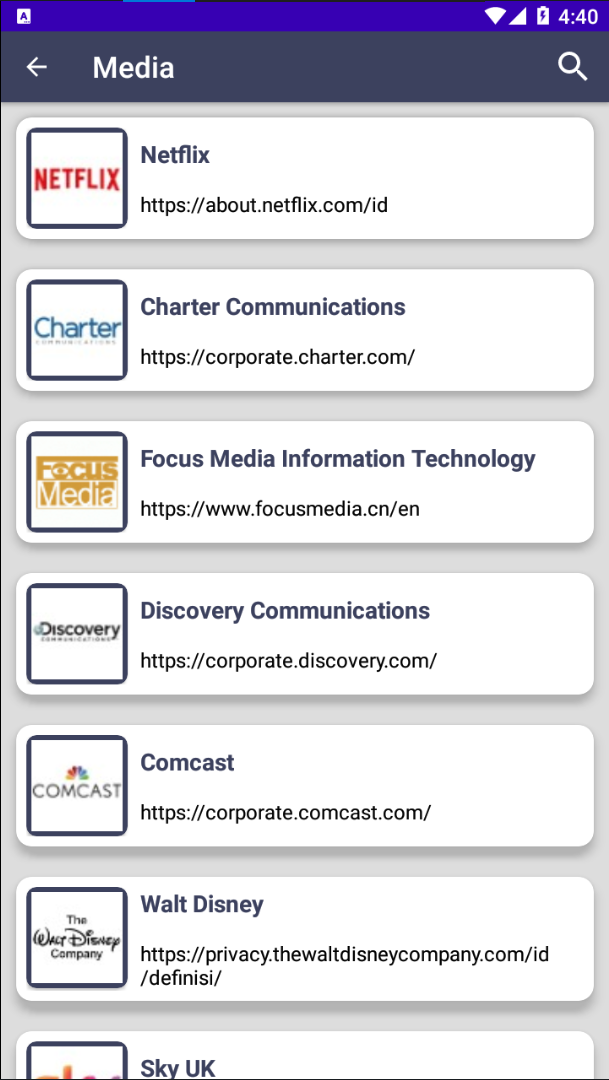 4:40
Media
NETFLIX
Netflix
https://about.netflix.com/id
Charter
COMMUNICATIONS
Charter Communications
https://corporate.charter.com/
Focus
Media
Focus Media Information Technology
https://www.focusmedia.cn/en
Discovery
COMMUNICATIONS
Discovery Communications
https://corporate.discovery.com/
COMCAST
Comcast
https://corporate.comcast.com/
The
WALT DISNEY
Company
Walt Disney
https://privacy.thewaltdisneycompany.com/id
/definisi/
sky
Sky UK